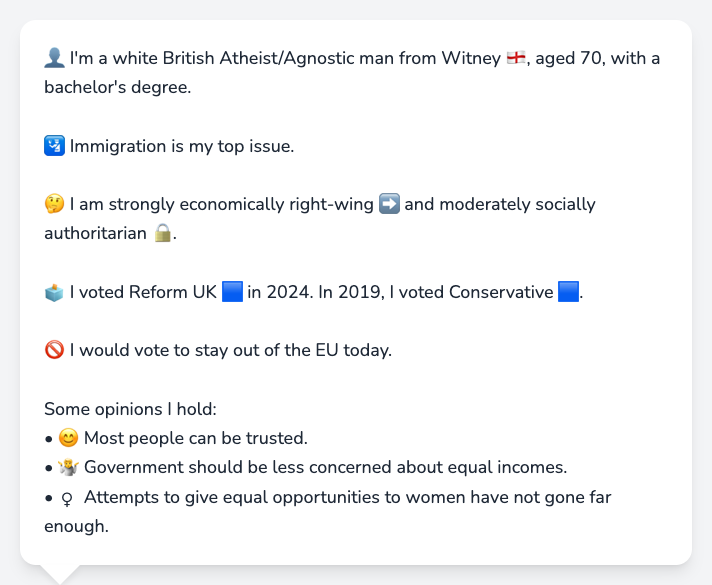 👤 I'm a white British Atheist/Agnostic man from Witney 🏴󠁧󠁢󠁥󠁮󠁧󠁿, aged 70, with a
bachelor's degree.
🛂 Immigration is my top issue.
🤔 I am strongly economically right-wing ➡️ and moderately socially
authoritarian 🔒.
🗳️ I voted Reform UK 🟦 in 2024. In 2019, I voted Conservative 🟦.
🚫 I would vote to stay out of the EU today.
Some opinions I hold:
• 😊 Most people can be trusted.
• 🤷 Government should be less concerned about equal incomes.
• ♀ Attempts to give equal opportunities to women have not gone far
enough.